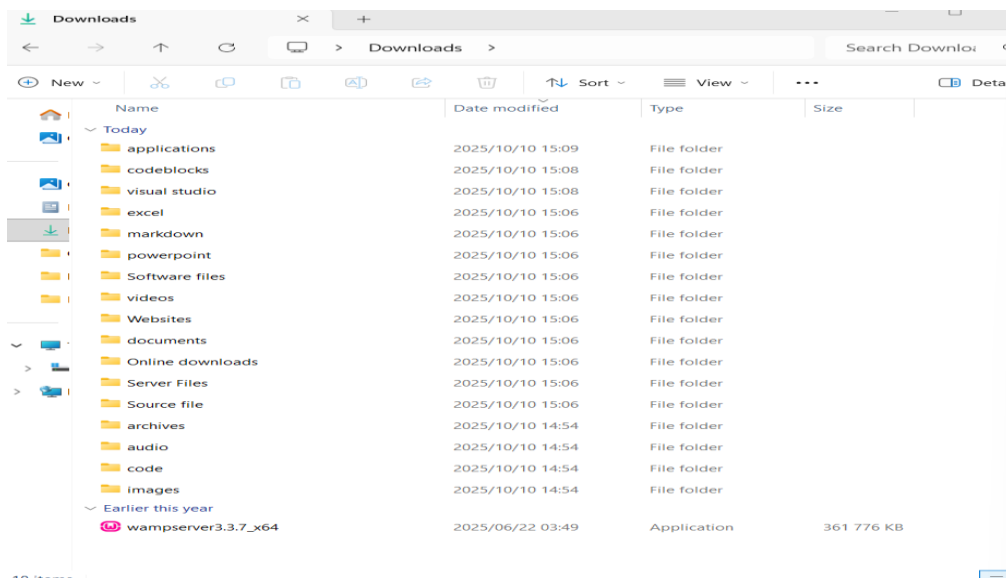 Downloads
Downloads
Search Downloa
New
Sort
View
Deta
Name Date modified Type Size
Today
applications 2025/10/10 15:09 File folder
codeblocks 2025/10/10 15:08 File folder
visual studio 2025/10/10 15:08 File folder
excel 2025/10/10 15:06 File folder
markdown 2025/10/10 15:06 File folder
powerpoint 2025/10/10 15:06 File folder
Software files 2025/10/10 15:06 File folder
videos 2025/10/10 15:06 File folder
Websites 2025/10/10 15:06 File folder
documents 2025/10/10 15:06 File folder
Online downloads 2025/10/10 15:06 File folder
Server Files 2025/10/10 15:06 File folder
Source file 2025/10/10 15:06 File folder
archives 2025/10/10 14:54 File folder
audio 2025/10/10 14:54 File folder
code 2025/10/10 14:54 File folder
images 2025/10/10 14:54 File folder
Earlier this year
wampserver3.3.7_x64 2025/06/22 03:49 Application 361 776 KB